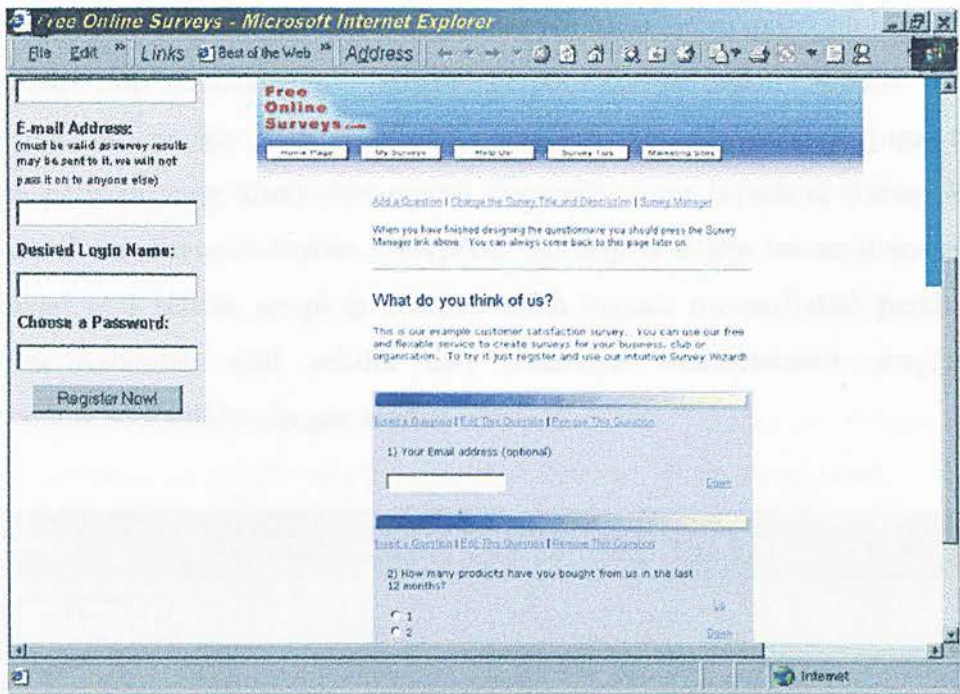 Free Online Surveys - Microsoft Internet Explorer
File Edit » Links Best of the Web » Address
E-mail Address:
(must be valid as survey results
may be sent to it, we will not
pass it on to anyone else)
Desired Login Name:
Choose a Password:
Register Now!
Free
Online
Surveys.com
Home Page My Surveys Help Us! Survey Tips Marketing Sites
Add a Question | Change the Survey Title and Description | Survey Manager
When you have finished designing the questionnaire you should press the Survey
Manager link above. You can always come back to this page later on.
What do you think of us?
This is our example customer satisfaction survey. You can use our free
and flexible service to create surveys for your business, club or
organisation. To try it just register and use our intuitive Survey Wizard!
Insert a Question | Edit This Question | Remove This Question
1) Your Email address (optional)
Down
Insert a Question | Edit This Question | Remove This Question
2) How many products have you bought from us in the last
12 months?
Up
1
2
Down
Internet